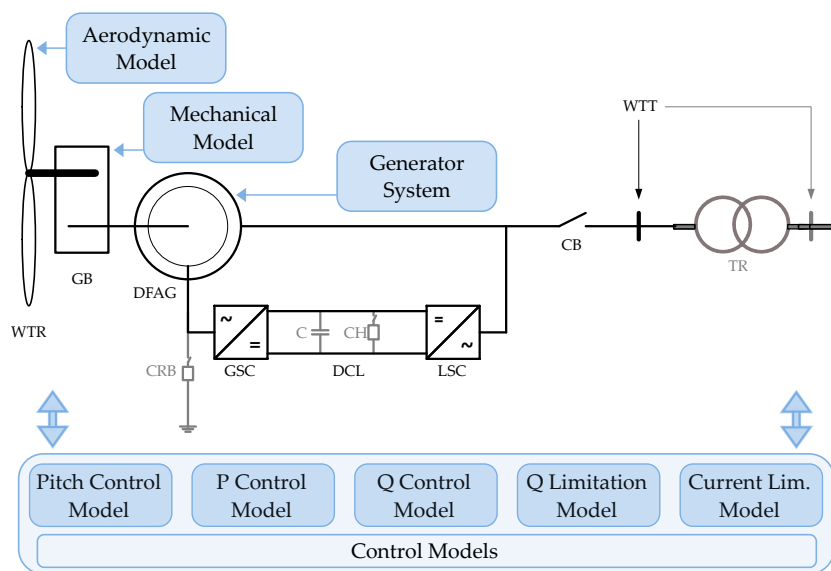 Aerodynamic
Model
Mechanical
Model
Generator
System
WTT
GB
DFAG
CB
TR
WTR
C
CH
CRB
GSC
DCL
LSC
~
=
=
~
Pitch Control
Model
P Control
Model
Q Control
Model
Q Limitation
Model
Current Lim.
Model
Control Models